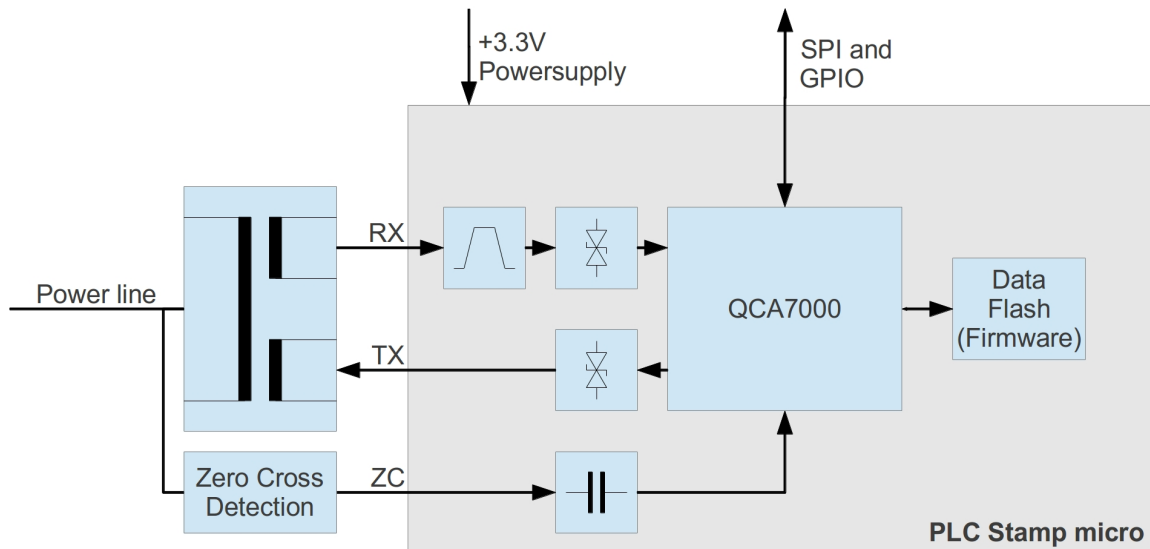 +3.3V
Powersupply
SPI and
GPIO
RX
Power line
QCA7000
Data
Flash
(Firmware)
TX
Zero Cross
Detection
ZC
PLC Stamp micro